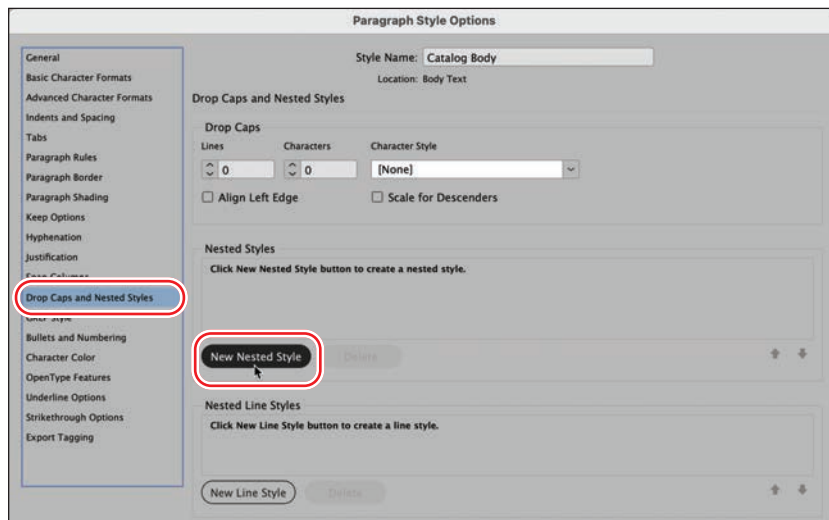 Paragraph Style Options
General
Basic Character Formats
Advanced Character Formats
Indents and Spacing
Tabs
Paragraph Rules
Paragraph Border
Paragraph Shading
Keep Options
Hyphenation
Justification
Span Columns
Drop Caps and Nested Styles
GREP Style
Bullets and Numbering
Character Color
OpenType Features
Underline Options
Strikethrough Options
Export Tagging
Style Name: Catalog Body
Location: Body Text
Drop Caps and Nested Styles
Drop Caps
Lines Characters Character Style
0 0 [None]
Align Left Edge Scale for Descenders
Nested Styles
Click New Nested Style button to create a nested style.
New Nested Style Delete
Nested Line Styles
Click New Line Style button to create a line style.
New Line Style Delete